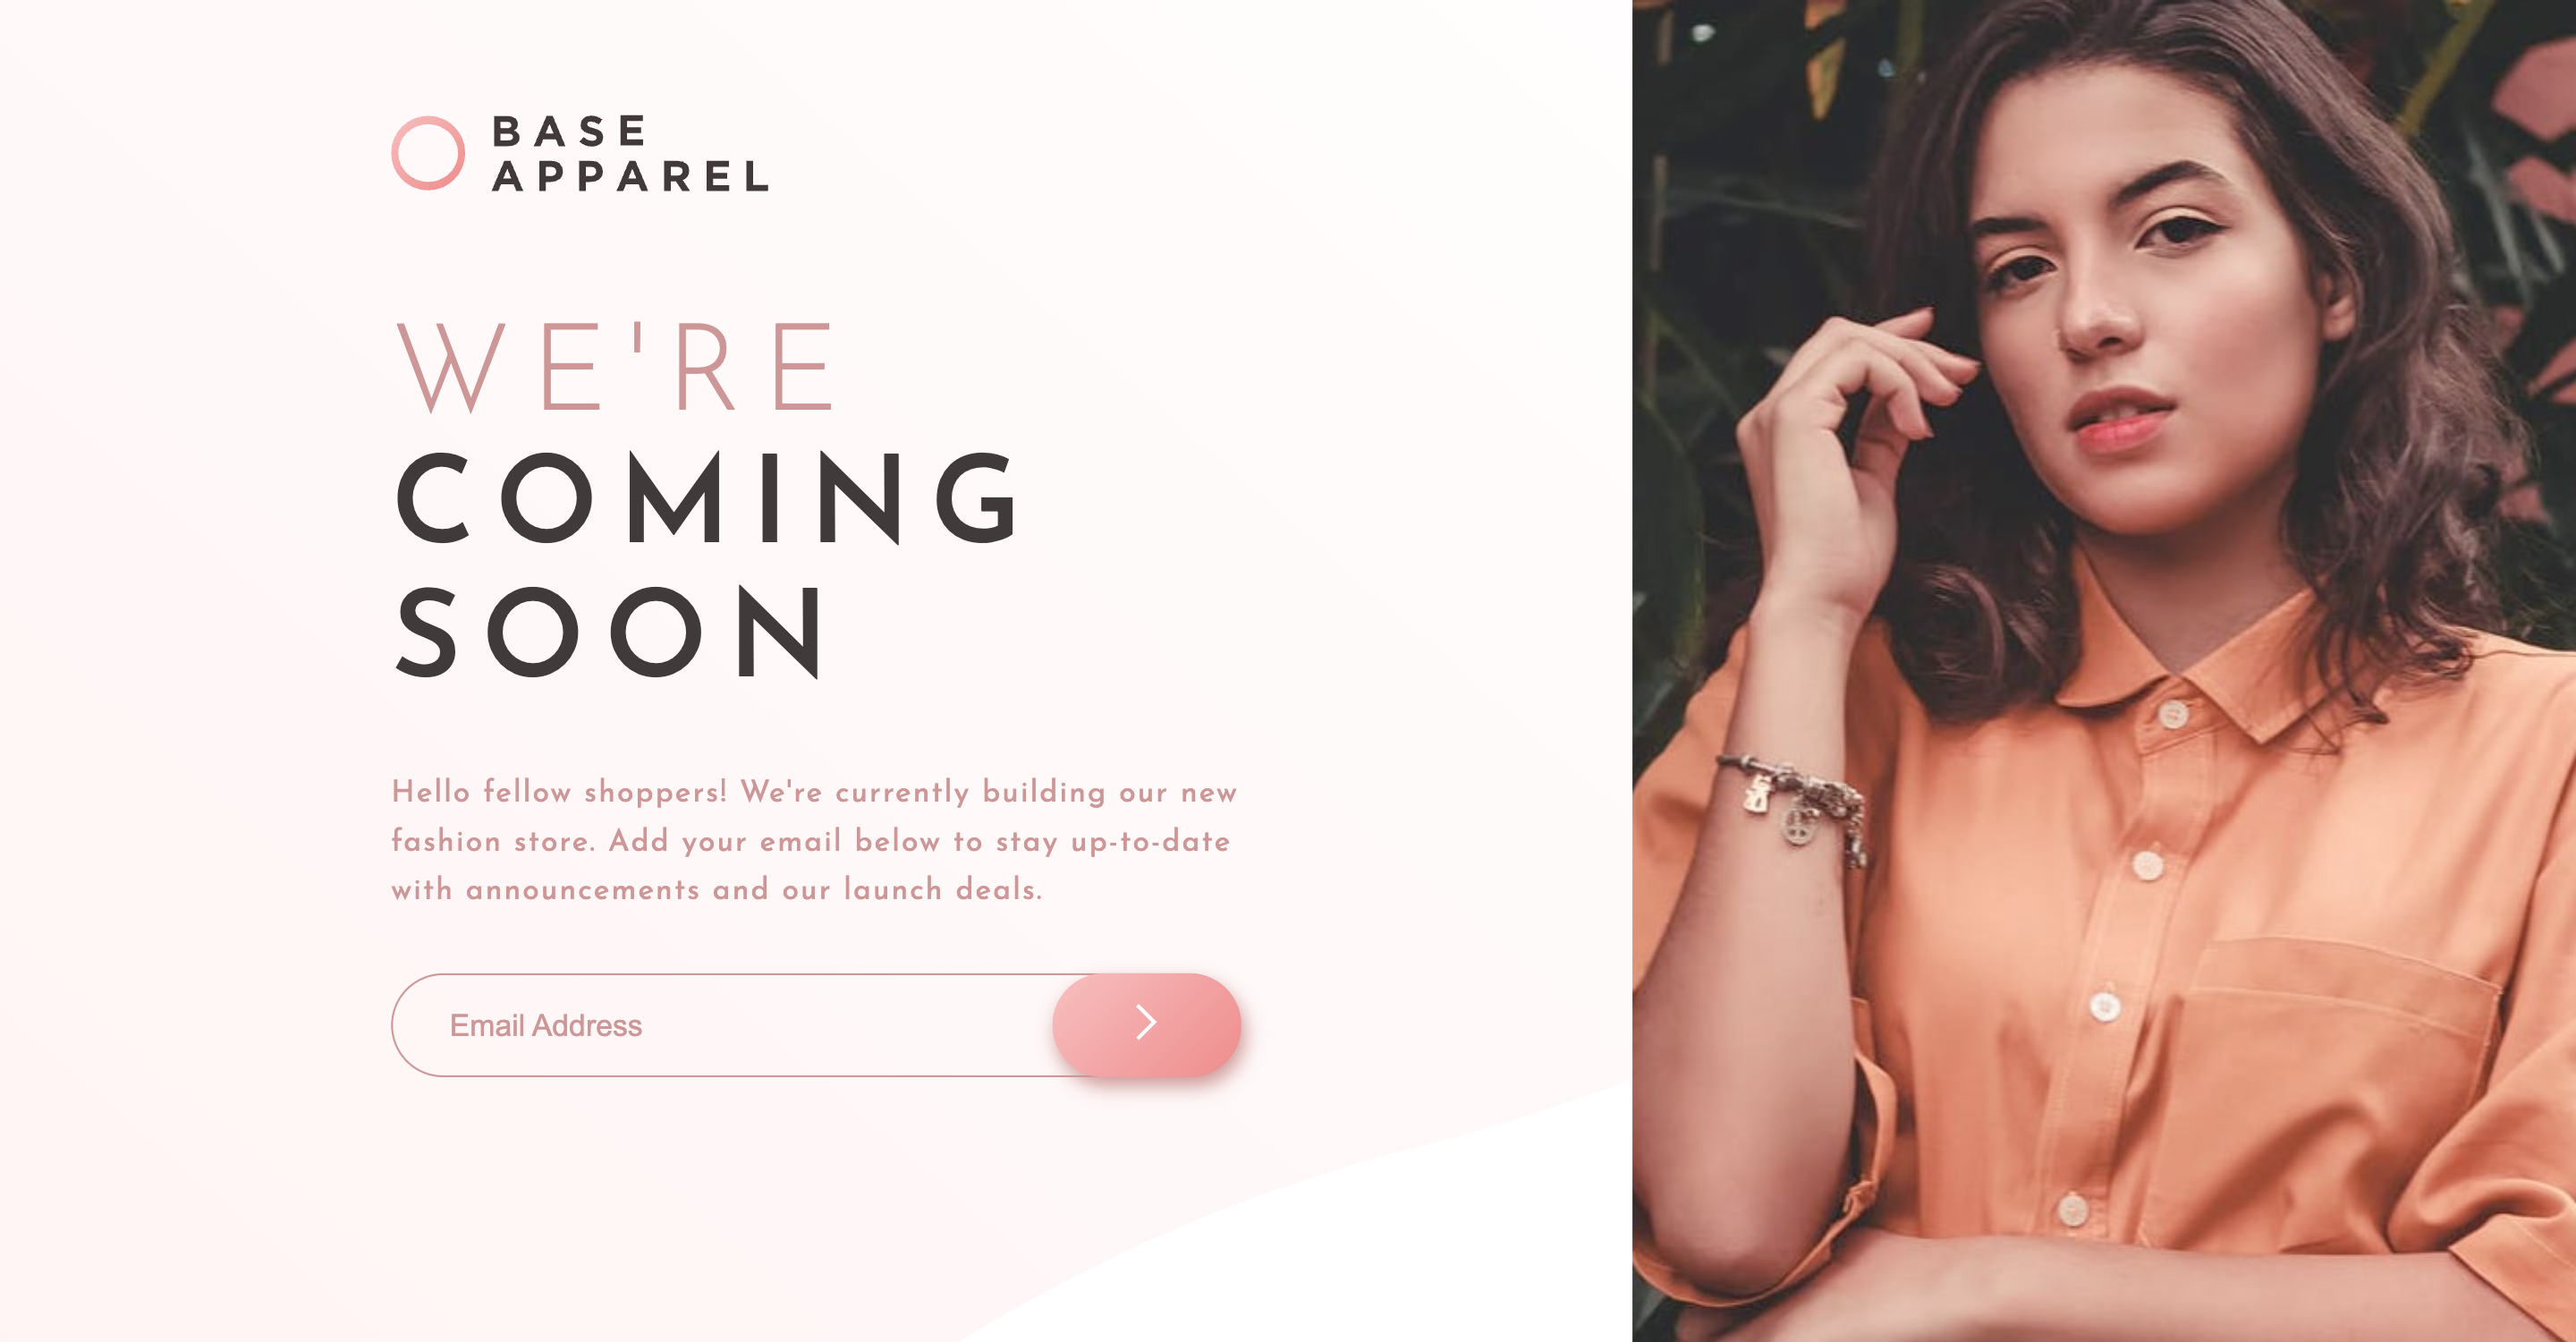 BASE
APPAREL
WE'RE
COMING
SOON
Hello fellow shoppers! We're currently building our new
fashion store. Add your email below to stay up-to-date
with announcements and our launch deals.
Email Address